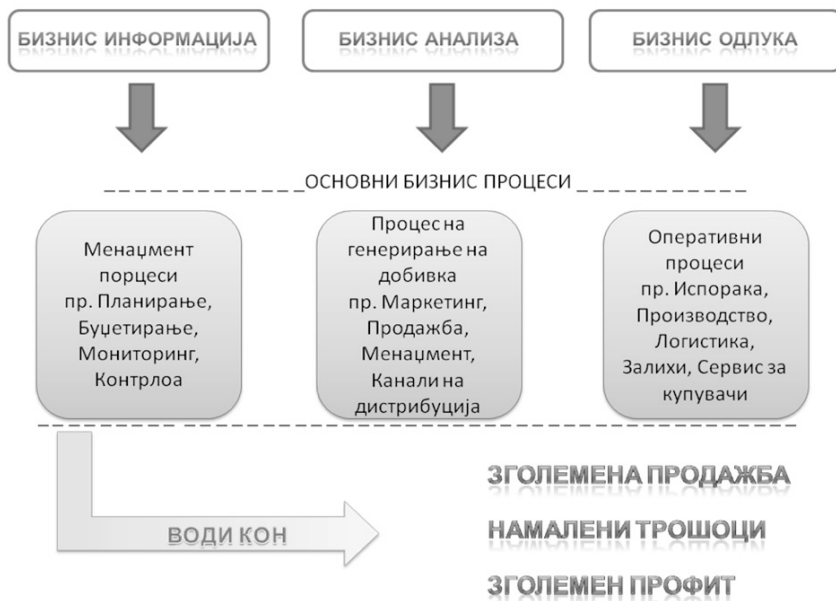 БИЗНИС ИНФОРМАЦИЈА
БИЗНИС АНАЛИЗА
БИЗНИС ОДЛУКА
ОСНОВНИ БИЗНИС ПРОЦЕСИ
Менаџмент
порцеси
пр. Планирање,
Буџетирање,
Мониторинг,
Контрлоа
Процес на
генерирање на
добивка
пр. Маркетинг,
Продажба,
Менаџмент,
Канали на
дистрибуција
Оперативни
процеси
пр. Испорака,
Производство,
Логистика,
Залихи, Сервис за
купувачи
ВОДИ КОН
ЗГОЛЕМЕНА ПРОДАЖБА
НАМАЛЕНИ ТРОШОЦИ
ЗГОЛЕМЕН ПРОФИТ